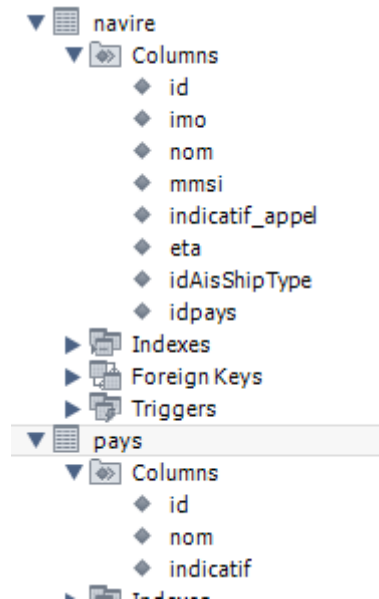 navire
Columns
id
imo
nom
mmsi
indicatif_appel
eta
idAisShipType
idpays
Indexes
Foreign Keys
Triggers
pays
Columns
id
nom
indicatif
Indexes